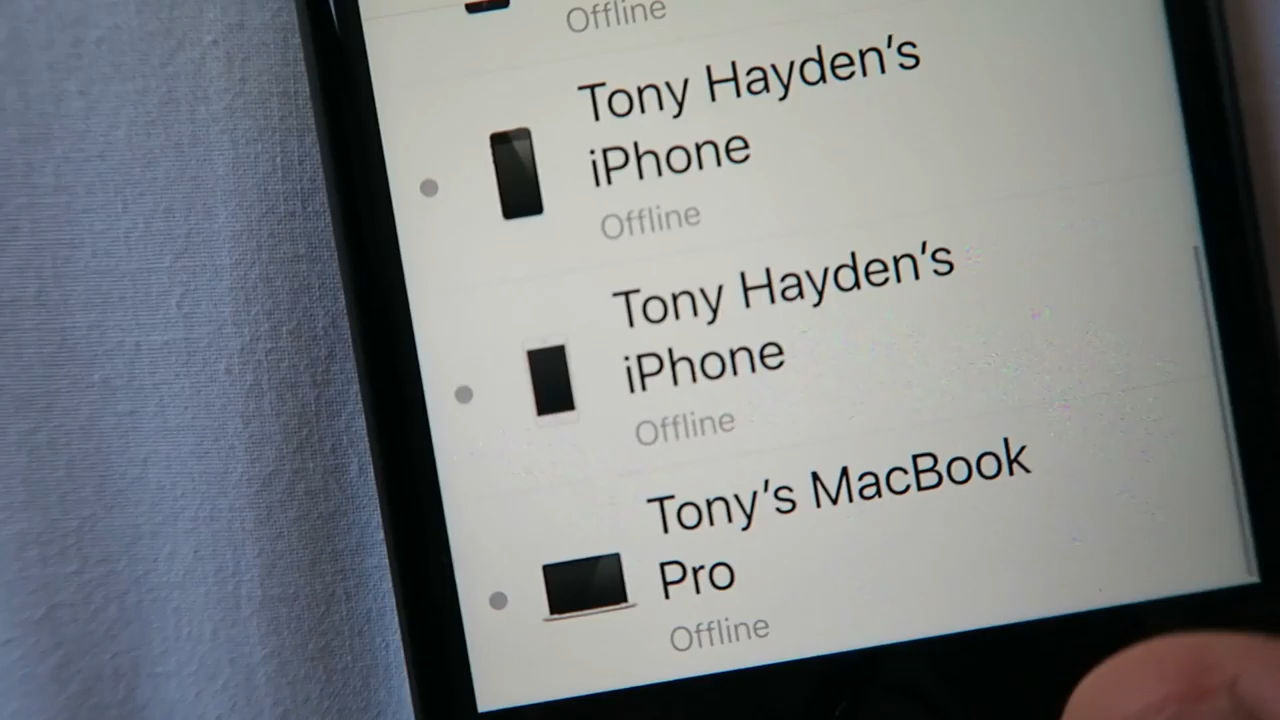 Offline
Tony Hayden's
iPhone
Offline
Tony Hayden's
iPhone
Offline
Tony's MacBook
Pro
Offline